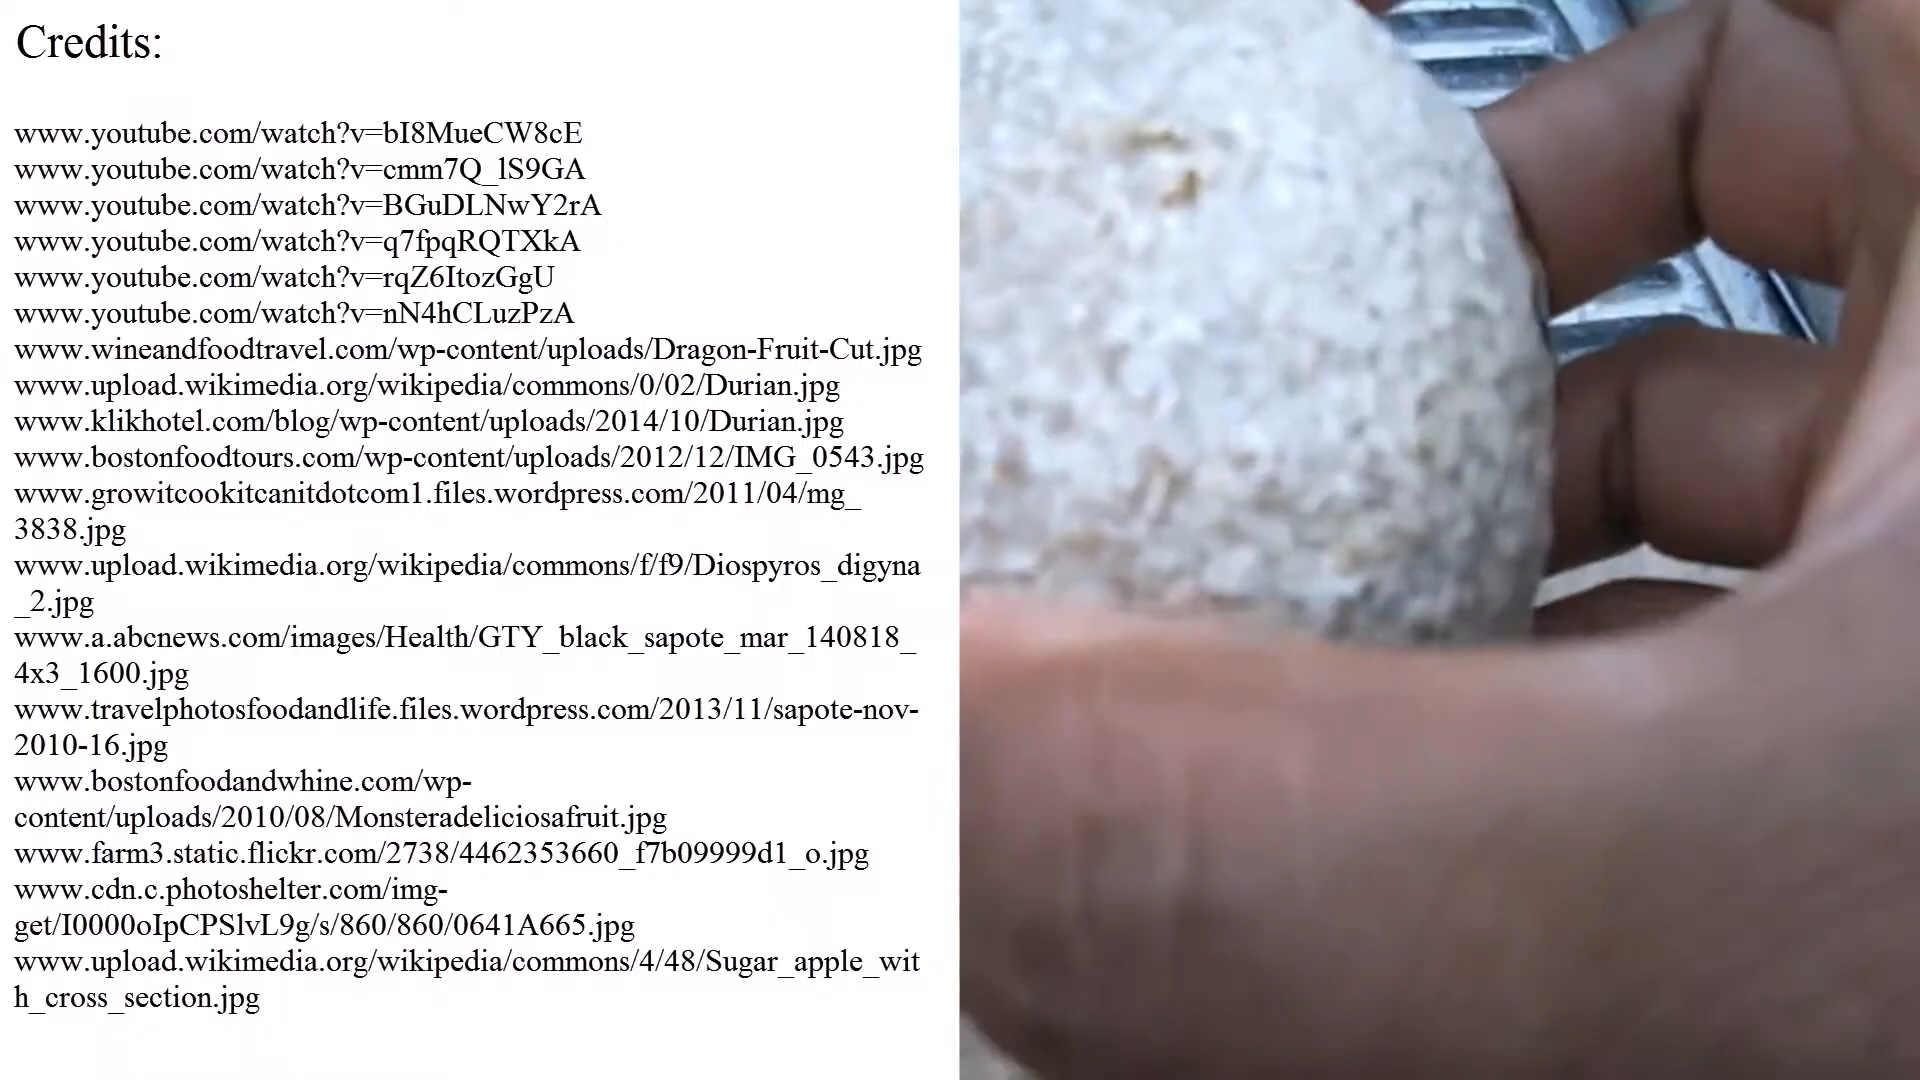 Credits:
www.youtube.com/watch?v=bI8MueCW8cE
www.youtube.com/watch?v=cmm7Q_lS9GA
www.youtube.com/watch?v=BGuDLNwY2rA
www.youtube.com/watch?v=q7fpqRQTXkA
www.youtube.com/watch?v=rqZ6ItozGgU
www.youtube.com/watch?v=nN4hCLuzPzA
www.wineandfoodtravel.com/wp-content/uploads/Dragon-Fruit-Cut.jpg
www.upload.wikimedia.org/wikipedia/commons/0/02/Durian.jpg
www.klikhotel.com/blog/wp-content/uploads/2014/10/Durian.jpg
www.bostonfoodtours.com/wp-content/uploads/2012/12/IMG_0543.jpg
www.growitcookitcanitdotcom1.files.wordpress.com/2011/04/mg_
3838.jpg
www.upload.wikimedia.org/wikipedia/commons/f/f9/Diospyros_digyna
_2.jpg
www.a.abcnews.com/images/Health/GTY_black_sapote_mar_140818_
4x3_1600.jpg
www.travelphotosfoodandlife.files.wordpress.com/2013/11/sapote-nov-
2010-16.jpg
www.bostonfoodandwhine.com/wp-
content/uploads/2010/08/Monsteradeliciosafruit.jpg
www.farm3.static.flickr.com/2738/4462353660_f7b09999d1_o.jpg
www.cdn.c.photoshelter.com/img-
get/I0000oIpCPSlvL9g/s/860/860/0641A665.jpg
www.upload.wikimedia.org/wikipedia/commons/4/48/Sugar_apple_wit
h_cross_section.jpg